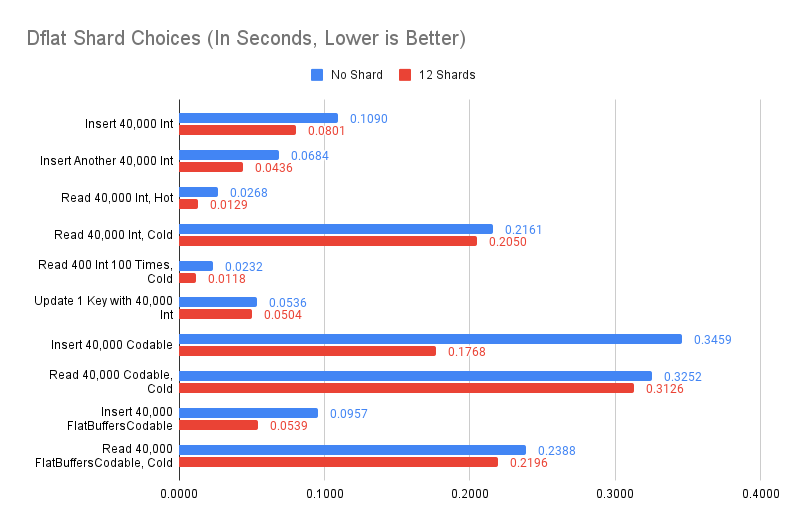 Dflat Shard Choices (In Seconds, Lower is Better)
No Shard
12 Shards
Insert 40,000 Int
0.1090
0.0801
Insert Another 40,000 Int
0.0684
0.0436
Read 40,000 Int, Hot
0.0268
0.0129
Read 40,000 Int, Cold
0.2161
0.2050
Read 400 Int 100 Times,
Cold
0.0232
0.0118
Update 1 Key with 40,000
Int
0.0536
0.0504
Insert 40,000 Codable
0.3459
0.1768
Read 40,000 Codable,
Cold
0.3252
0.3126
Insert 40,000
FlatBuffersCodable
0.0957
0.0539
Read 40,000
FlatBuffersCodable, Cold
0.2388
0.2196
0.0000
0.1000
0.2000
0.3000
0.4000